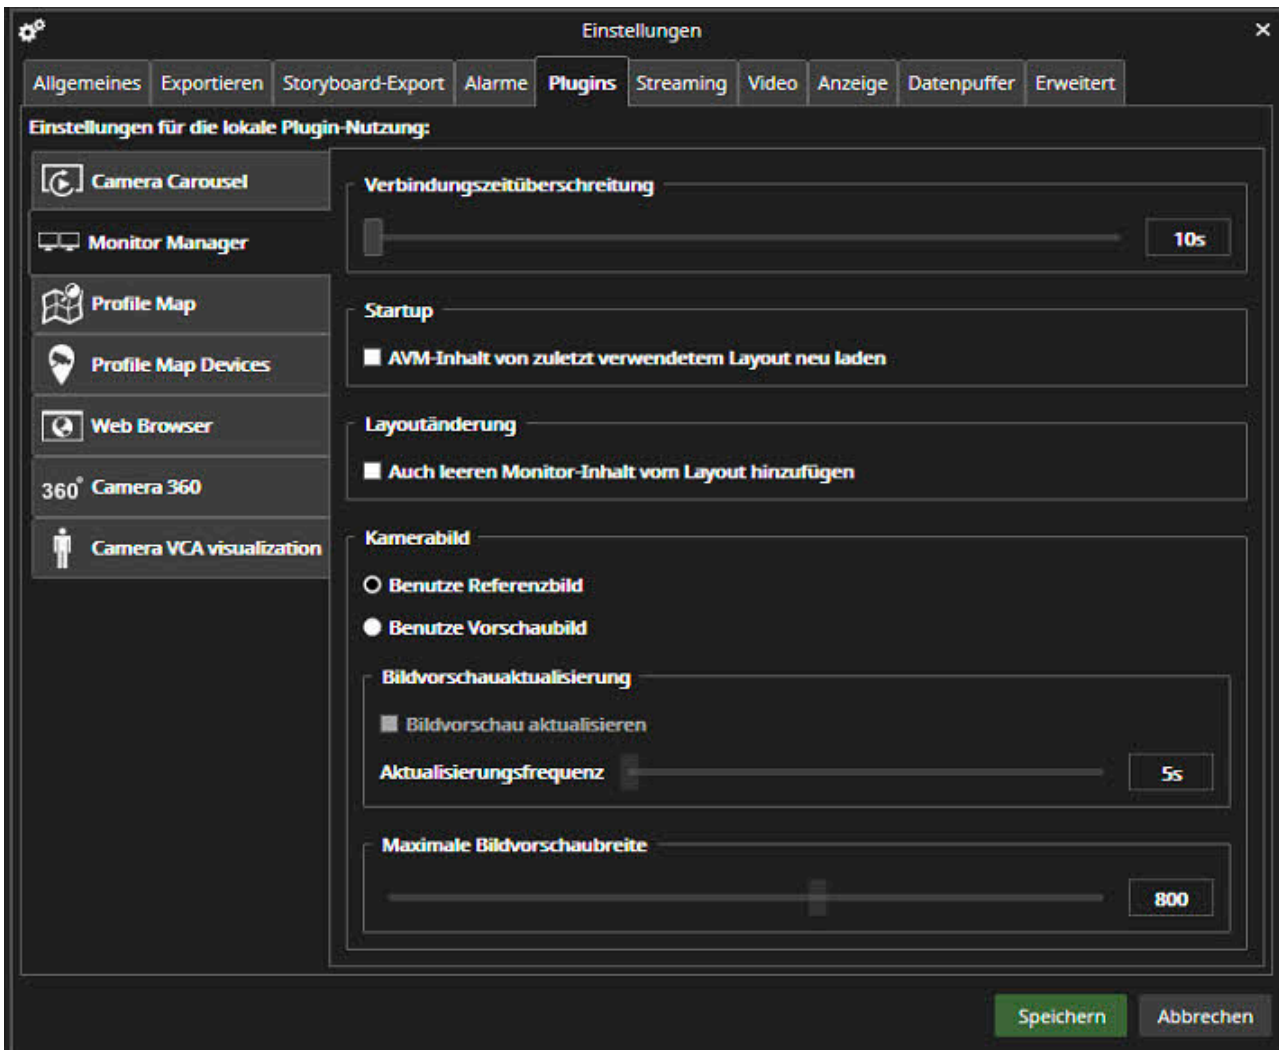 Einstellungen
Allgemeines Exportieren Storyboard-Export Alarme Plugins Streaming Video Anzeige Datenpuffer Erweitert
Einstellungen für die lokale Plugin-Nutzung:
Camera Carousel
Monitor Manager
Profile Map
Profile Map Devices
Web Browser
360° Camera 360
Camera VCA visualization
Verbindungszeitüberschreitung
10s
Startup
AVM-Inhalt von zuletzt verwendetem Layout neu laden
Layoutänderung
Auch leeren Monitor-Inhalt vom Layout hinzufügen
Kamerabild
Benutze Referenzbild
Benutze Vorschaubild
Bildvorschauaktualisierung
Bildvorschau aktualisieren
Aktualisierungsfrequenz 5s
Maximale Bildvorschaubreite
800
Speichern Abbrechen